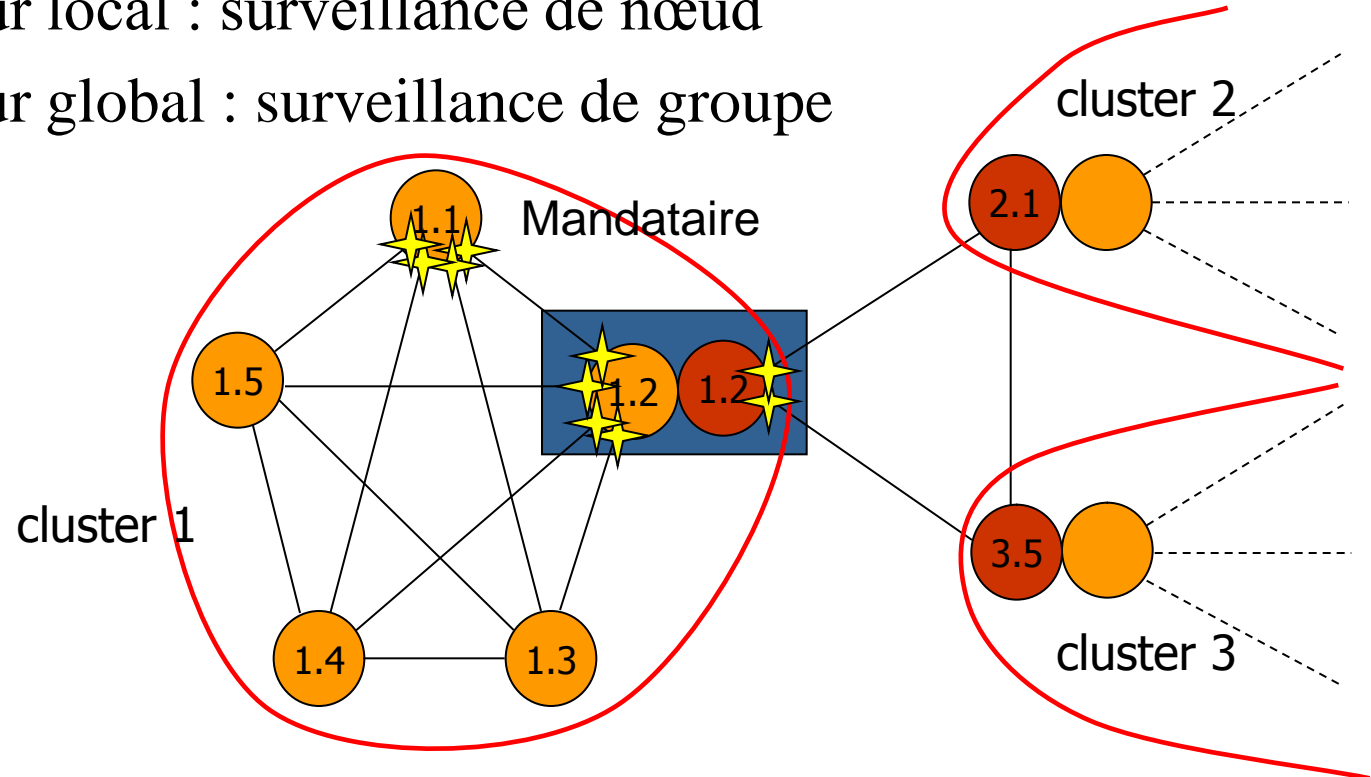 ur local : surveillance de nœud
ur global : surveillance de groupe
cluster 2
1.1
Mandataire
2.1
1.5
1.2
1.2
cluster 1
3.5
1.4
1.3
cluster 3